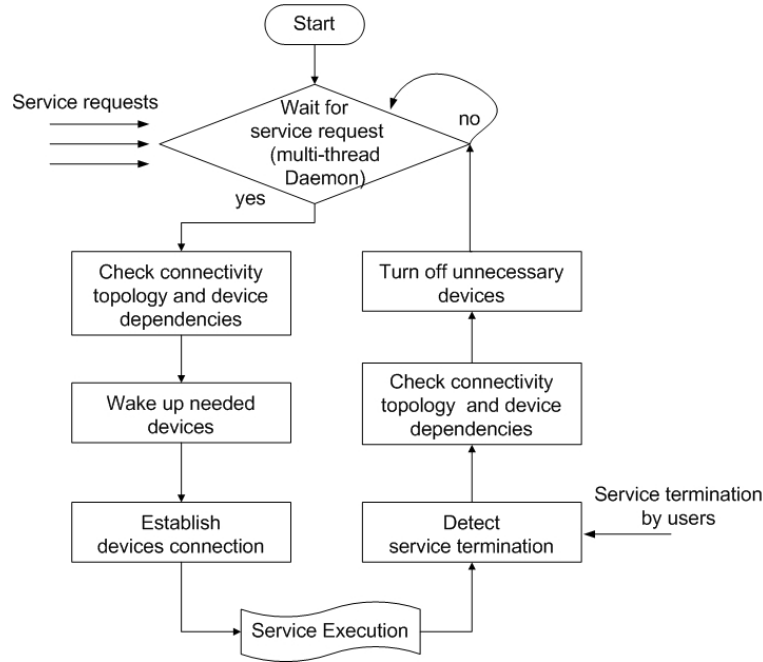 Start
Service requests
Wait for
service request
(multi-thread
Daemon)
no
yes
Check connectivity
topology and device
dependencies
Wake up needed
devices
Establish
devices connection
Service Execution
Turn off unnecessary
devices
Check connectivity
topology and device
dependencies
Detect
service termination
Service termination
by users